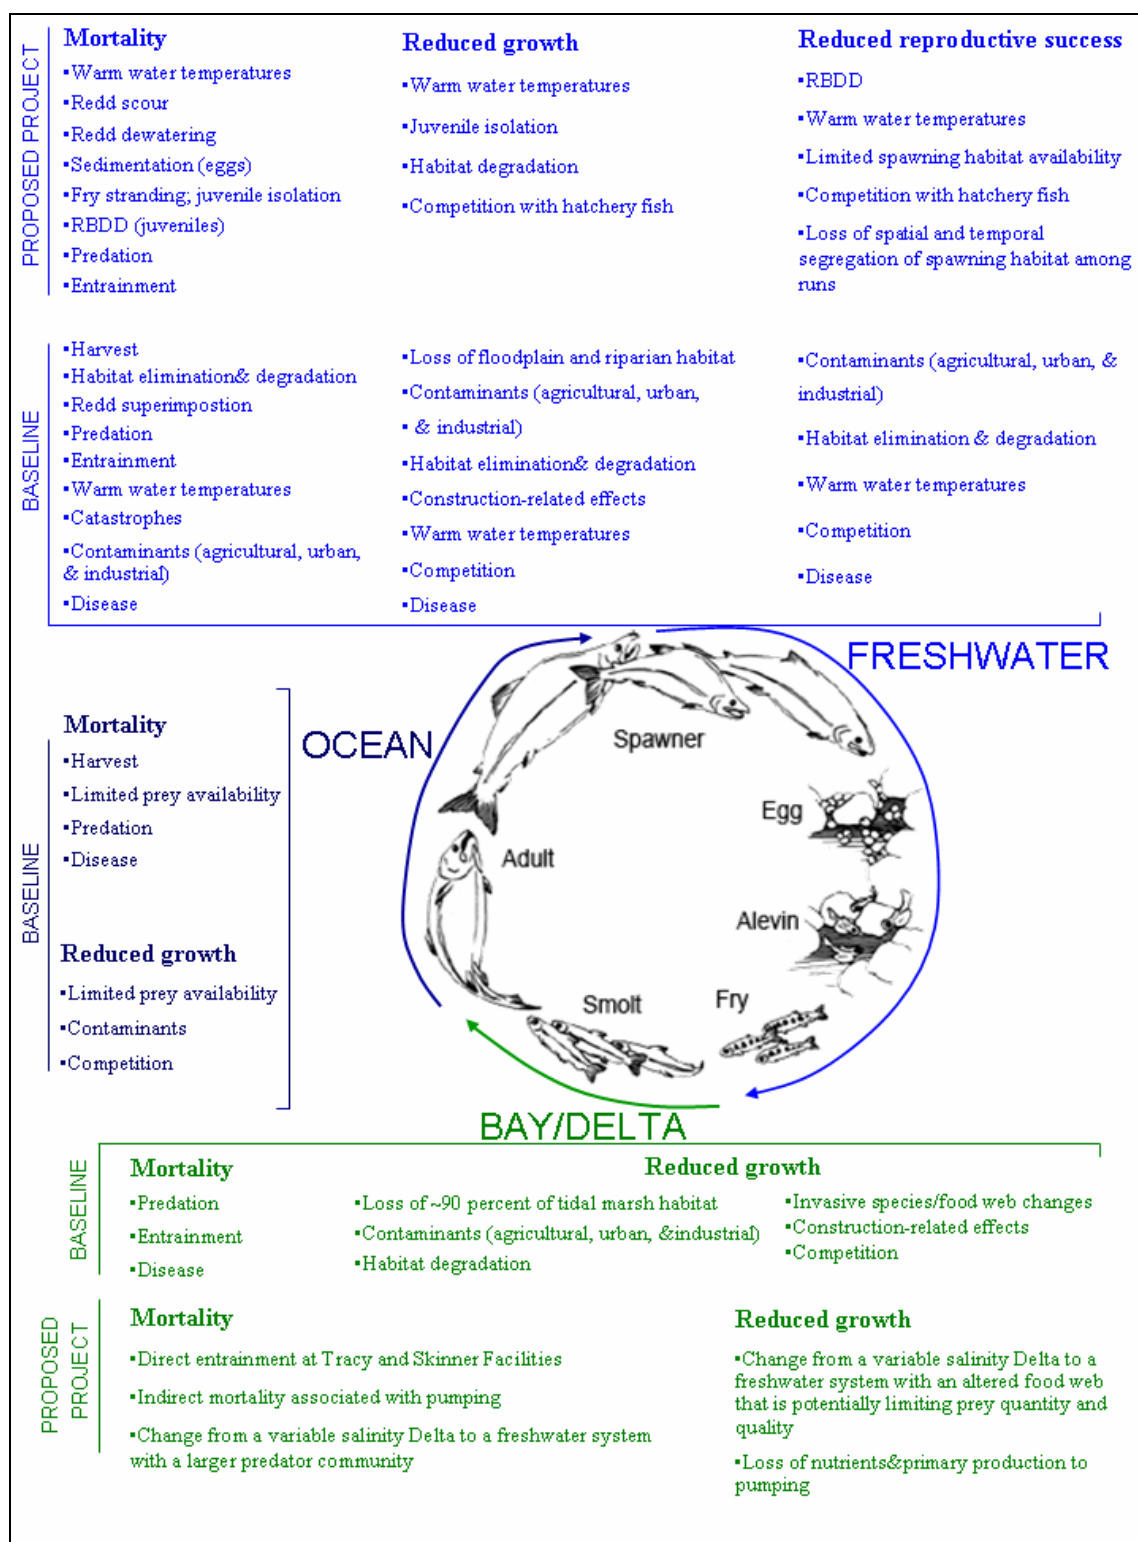 PROPOSED PROJECT
Mortality
▪Warm water temperatures
▪Redd scour
▪Redd dewatering
▪Sedimentation (eggs)
▪Fry stranding; juvenile isolation
▪RBDD (juveniles)
▪Predation
▪Entrainment
Reduced growth
▪Warm water temperatures
▪Juvenile isolation
▪Habitat degradation
▪Competition with hatchery fish
Reduced reproductive success
▪RBDD
▪Warm water temperatures
▪Limited spawning habitat availability
▪Competition with hatchery fish
▪Loss of spatial and temporal
segregation of spawning habitat among
runs
BASELINE
▪Harvest
▪Habitat elimination& degradation
▪Redd superimpostion
▪Predation
▪Entrainment
▪Warm water temperatures
▪Catastrophes
▪Contaminants (agricultural, urban,
& industrial)
▪Disease
▪Loss of floodplain and riparian habitat
▪Contaminants (agricultural, urban,
▪ & industrial)
▪Habitat elimination& degradation
▪Construction-related effects
▪Warm water temperatures
▪Competition
▪Disease
▪Contaminants (agricultural, urban, &
industrial)
▪Habitat elimination & degradation
▪Warm water temperatures
▪Competition
▪Disease
FRESHWATER
OCEAN
Spawner
Egg
Alevin
Fry
Smolt
Adult
BASELINE
Mortality
▪Harvest
▪Limited prey availability
▪Predation
▪Disease
Reduced growth
▪Limited prey availability
▪Contaminants
▪Competition
BAY/DELTA
BASELINE
Mortality
▪Predation
▪Entrainment
▪Disease
Reduced growth
▪Loss of ~90 percent of tidal marsh habitat
▪Contaminants (agricultural, urban, &industrial)
▪Habitat degradation
▪Invasive species/food web changes
▪Construction-related effects
▪Competition
PROPOSED
PROJECT
Mortality
▪Direct entrainment at Tracy and Skinner Facilities
▪Indirect mortality associated with pumping
▪Change from a variable salinity Delta to a freshwater system
with a larger predator community
Reduced growth
▪Change from a variable salinity Delta to a
freshwater system with an altered food web
that is potentially limiting prey quantity and
quality
▪Loss of nutrients&primary production to
pumping